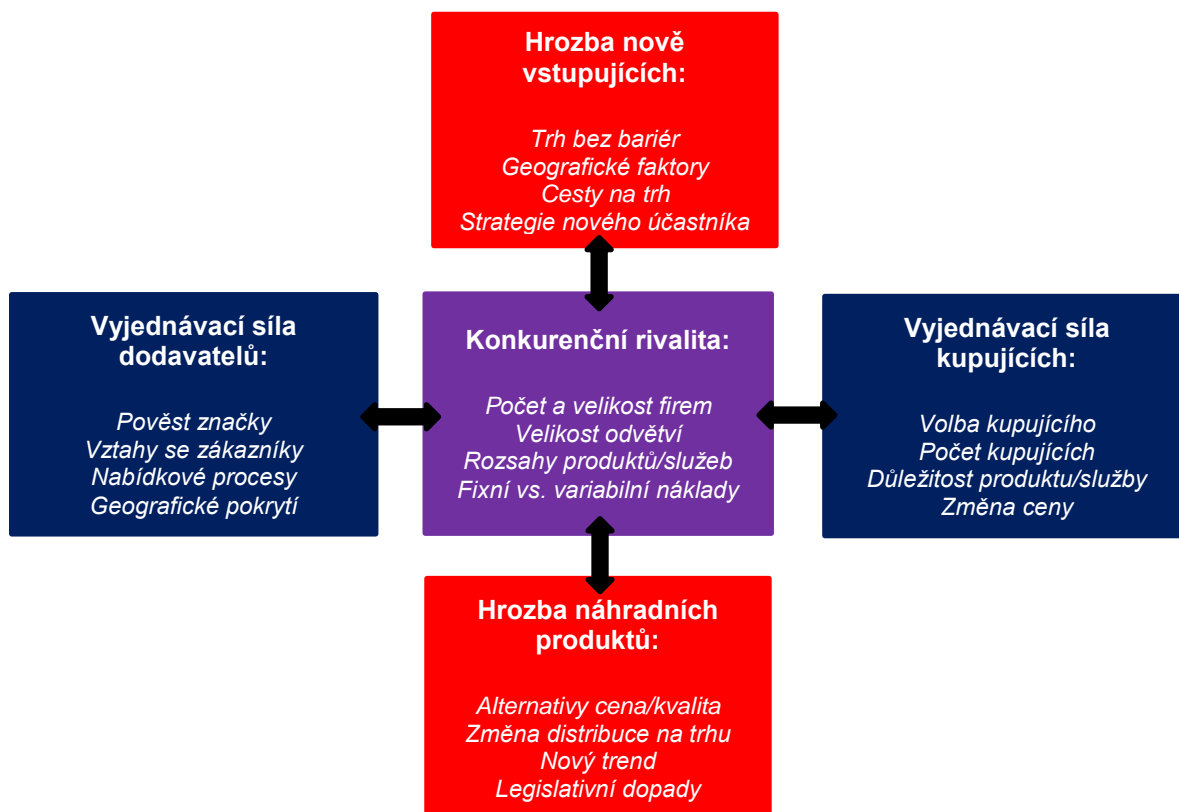 Hrozba nově
vstupujících:
Trh bez bariér
Geografické faktory
Cesty na trh
Strategie nového účastníka
Vyjednávací síla
dodavatelů:
Pověst značky
Vztahy se zákazníky
Nabídkové procesy
Geografické pokrytí
Konkurenční rivalita:
Počet a velikost firem
Velikost odvětví
Rozsahy produktů/služeb
Fixní vs. variabilní náklady
Vyjednávací síla
kupujících:
Volba kupujícího
Počet kupujících
Důležitost produktu/služby
Změna ceny
Hrozba náhradních
produktů:
Alternativy cena/kvalita
Změna distribuce na trhu
Nový trend
Legislativní dopady